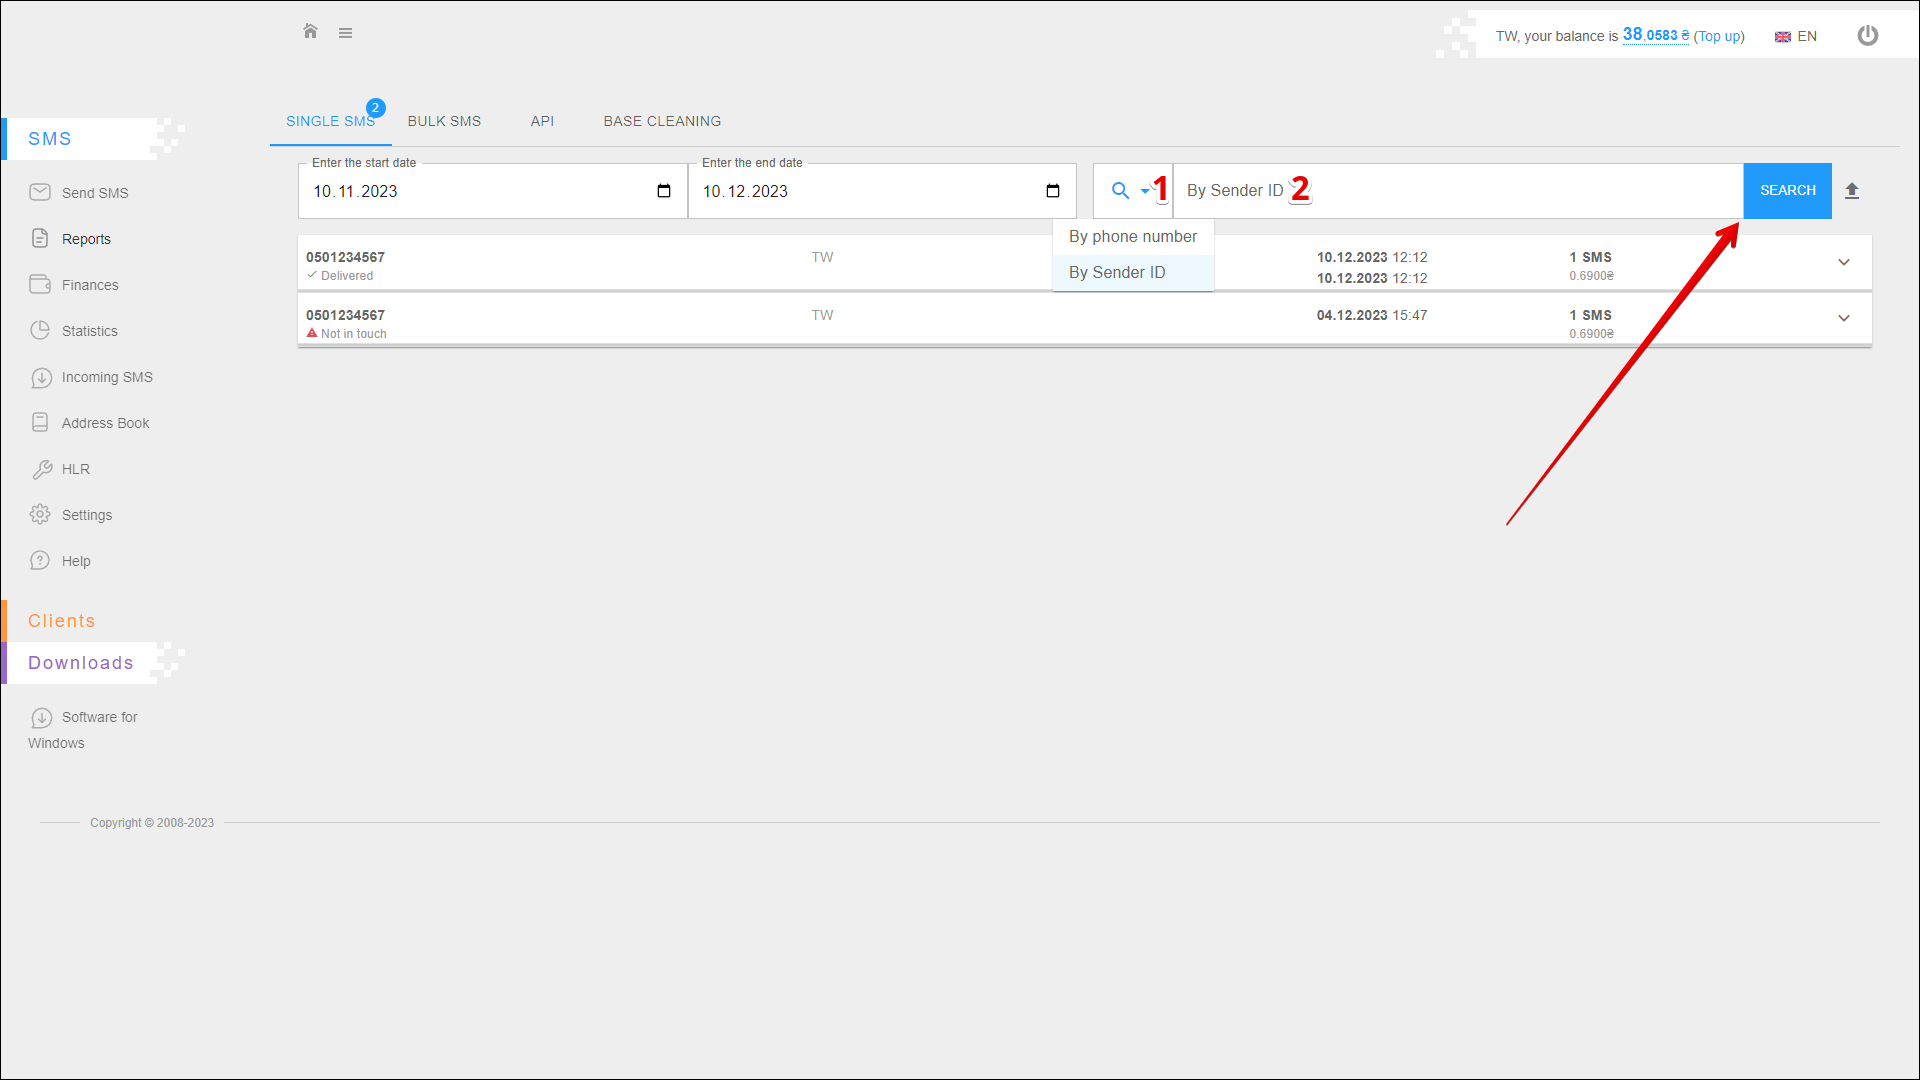 TW, your balance is 38,0583 ₴ (Top up) EN
SINGLE SMS 2 BULK SMS API BASE CLEANING
SMS
Send SMS
Reports
Finances
Statistics
Incoming SMS
Address Book
HLR
Settings
Help
Clients
Downloads
Software for
Windows
Enter the start date Enter the end date
10.11.2023 10.12.2023 1 By Sender ID 2 SEARCH
By phone number
By Sender ID
0501234567 TW 10.12.2023 12:12 1 SMS
Delivered 10.12.2023 12:12 0.6900₴
0501234567 TW 04.12.2023 15:47 1 SMS
Not in touch 0.6900₴
Copyright © 2008-2023